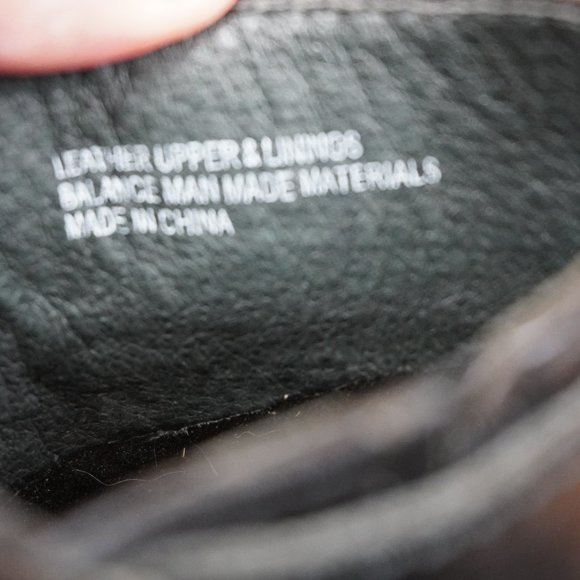 LEATHER UPPER & LININGS
BALANCE MAN MADE MATERIALS
MADE IN CHINA